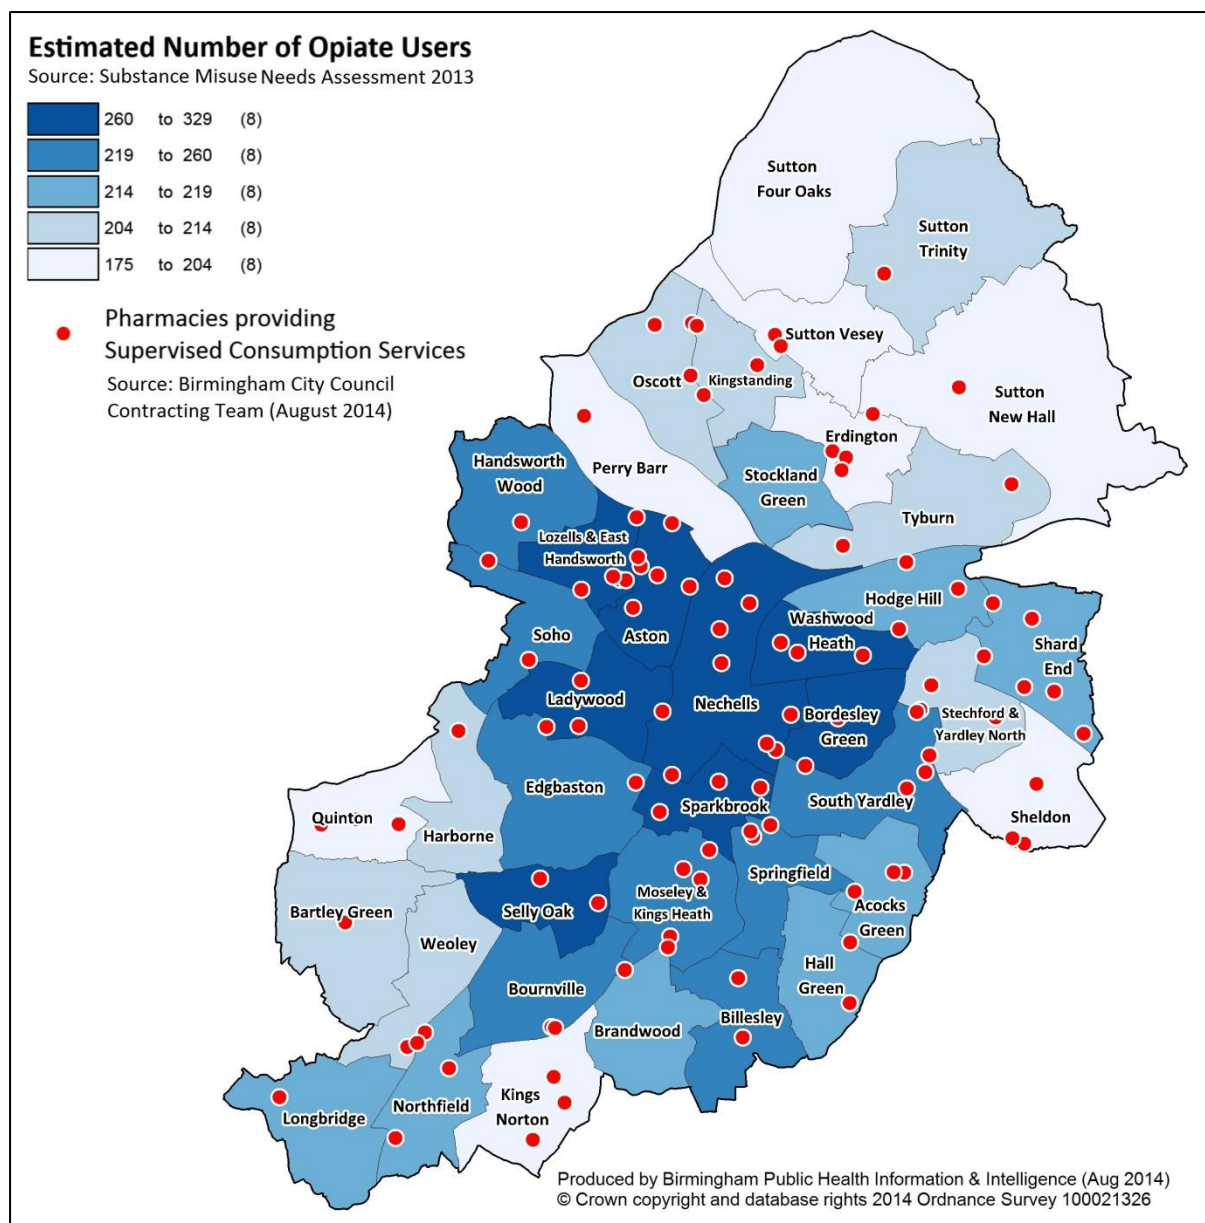 Estimated Number of Opiate Users
Source: Substance Misuse Needs Assessment 2013
260 to 329 (8)
219 to 260 (8)
214 to 219 (8)
204 to 214 (8)
175 to 204 (8)
Pharmacies providing
Supervised Consumption Services
Source: Birmingham City Council
Contracting Team (August 2014)
Sutton
Four Oaks
Sutton
Trinity
Sutton Vesey
Oscott
Kingstanding
Sutton
New Hall
Erdington
Perry Barr
Handsworth
Wood
Stockland
Green
Tyburn
Lozells & East
Handsworth
Hodge Hill
Washwood
Heath
Soho
Aston
Shard
End
Ladywood
Nechells
Bordesley
Green
Stechford &
Yardley North
Edgbaston
Sparkbrook
South Yardley
Sheldon
Quinton
Harborne
Springfield
Moseley &
Kings Heath
Acocks
Green
Selly Oak
Bartley Green
Weoley
Hall
Green
Bournville
Brandwood
Billesley
Kings
Norton
Northfield
Longbridge
Produced by Birmingham Public Health Information & Intelligence (Aug 2014)
© Crown copyright and database rights 2014 Ordnance Survey 100021326